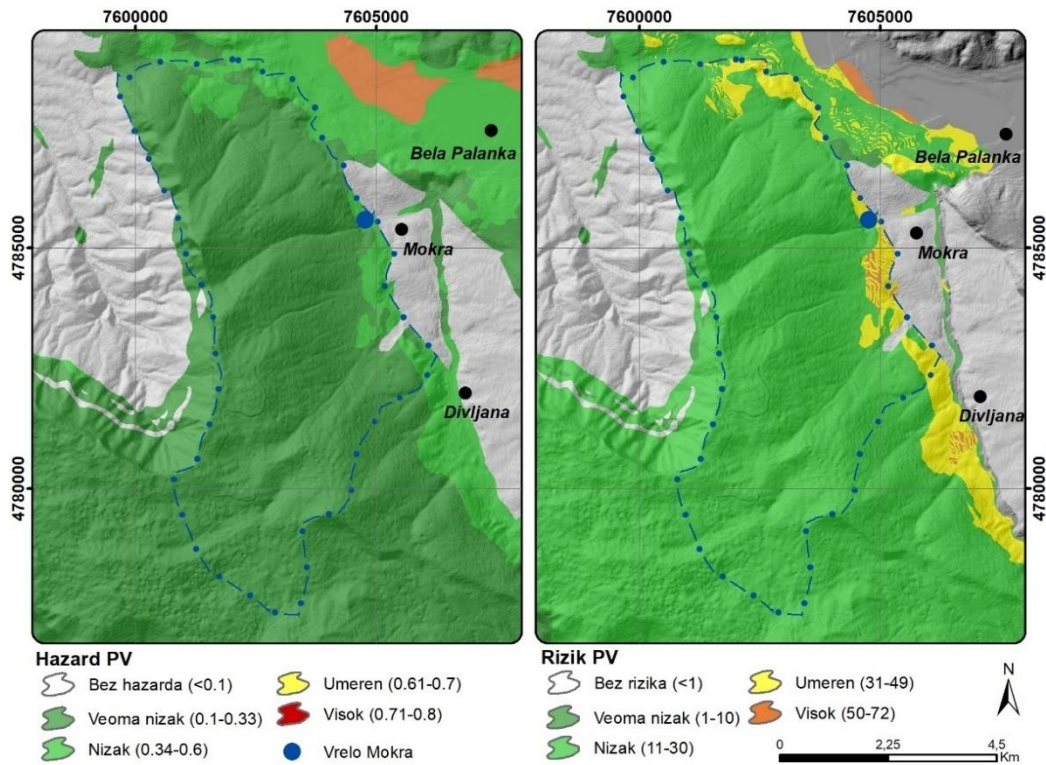 7600000 7605000 7600000 7605000
Bela Palanka Bela Palanka
4785000 Mokra Mokra 4785000
Divljana Divljana
4780000 4780000
Hazard PV
Bez hazarda (<0.1) Umeren (0.61-0.7)
Veoma nizak (0.1-0.33) Visok (0.71-0.8)
Nizak (0.34-0.6) Vrelo Mokra
Rizik PV
Bez rizika (<1) Umeren (31-49)
Veoma nizak (1-10) Visok (50-72)
Nizak (11-30)
N
0 2,25 4,5
Km